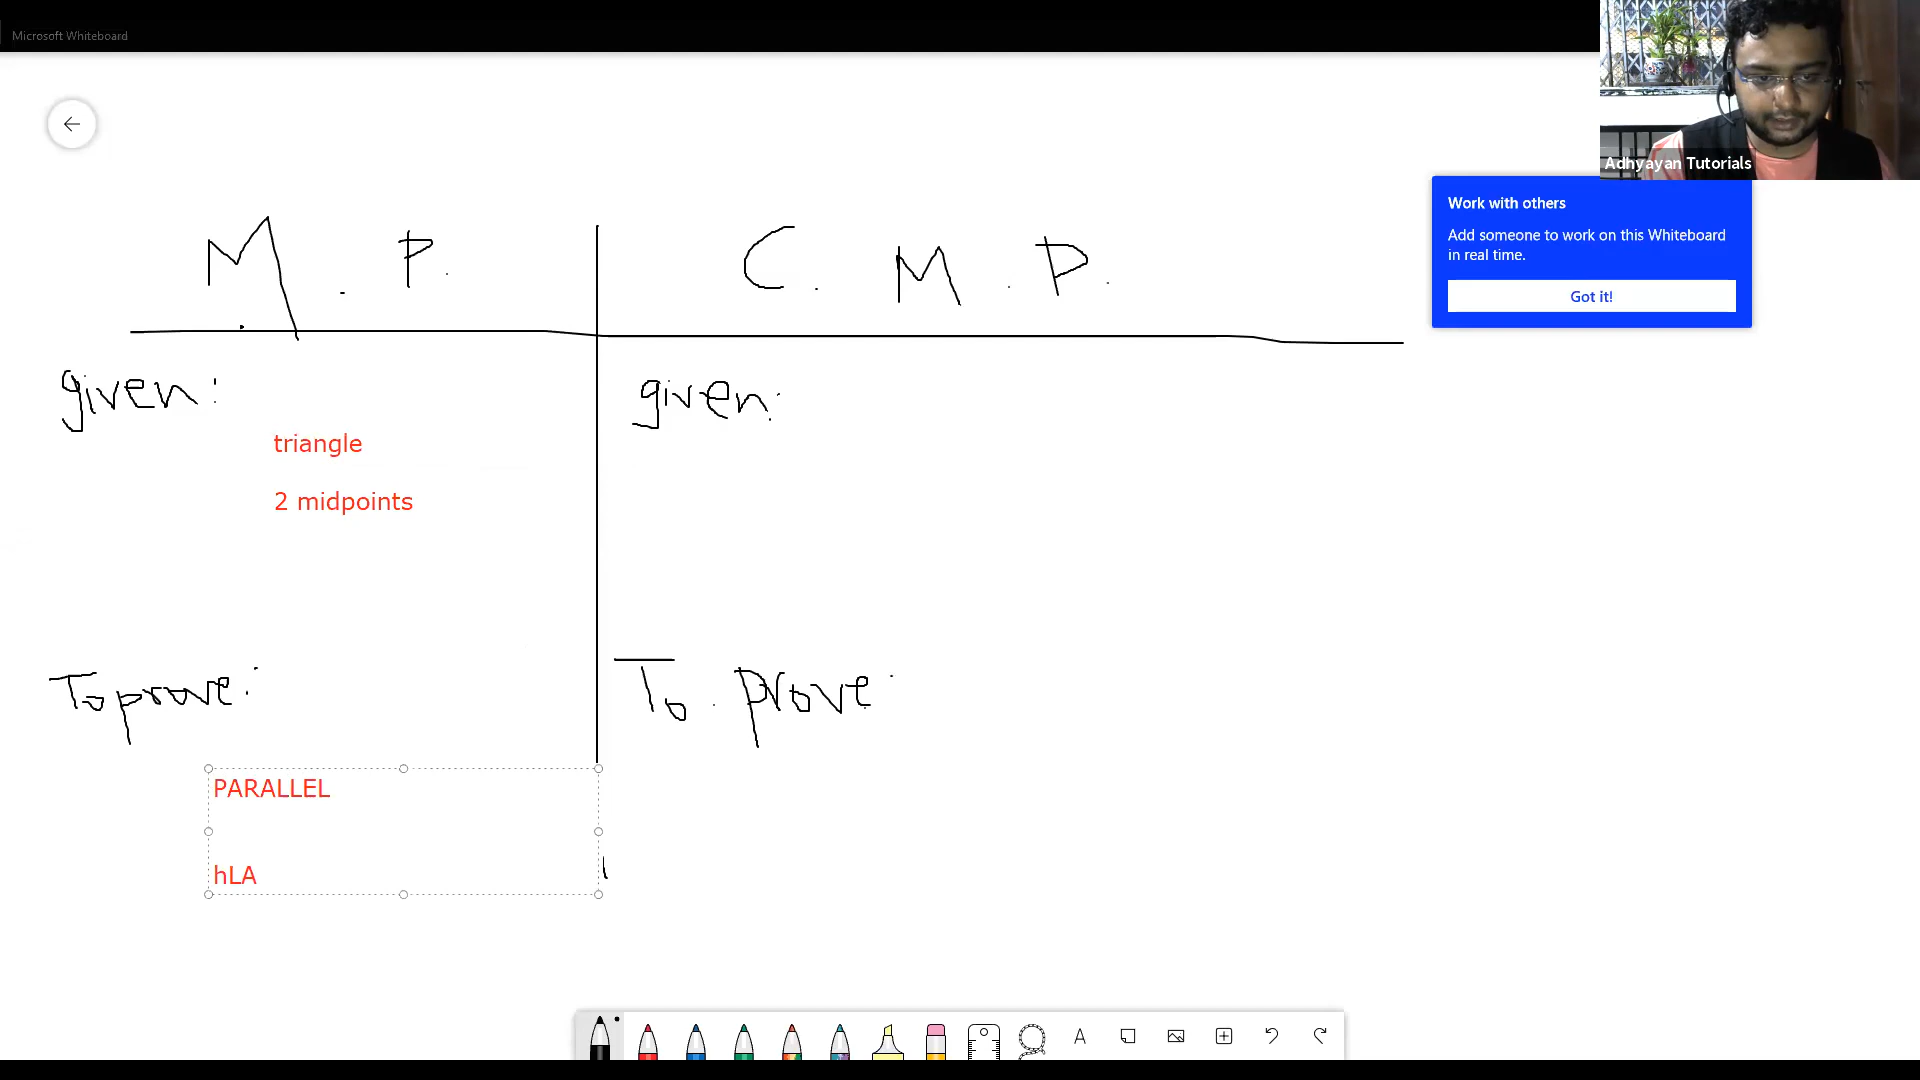 Microsoft Whiteboard
Adhyayan Tutorials
Work with others
Add someone to work on this Whiteboard
in real time.
Got it!
M. P.
C. M. P.
given:
given:
triangle
2 midpoints
To prove:
To. prove:
PARALLEL
hLA
A